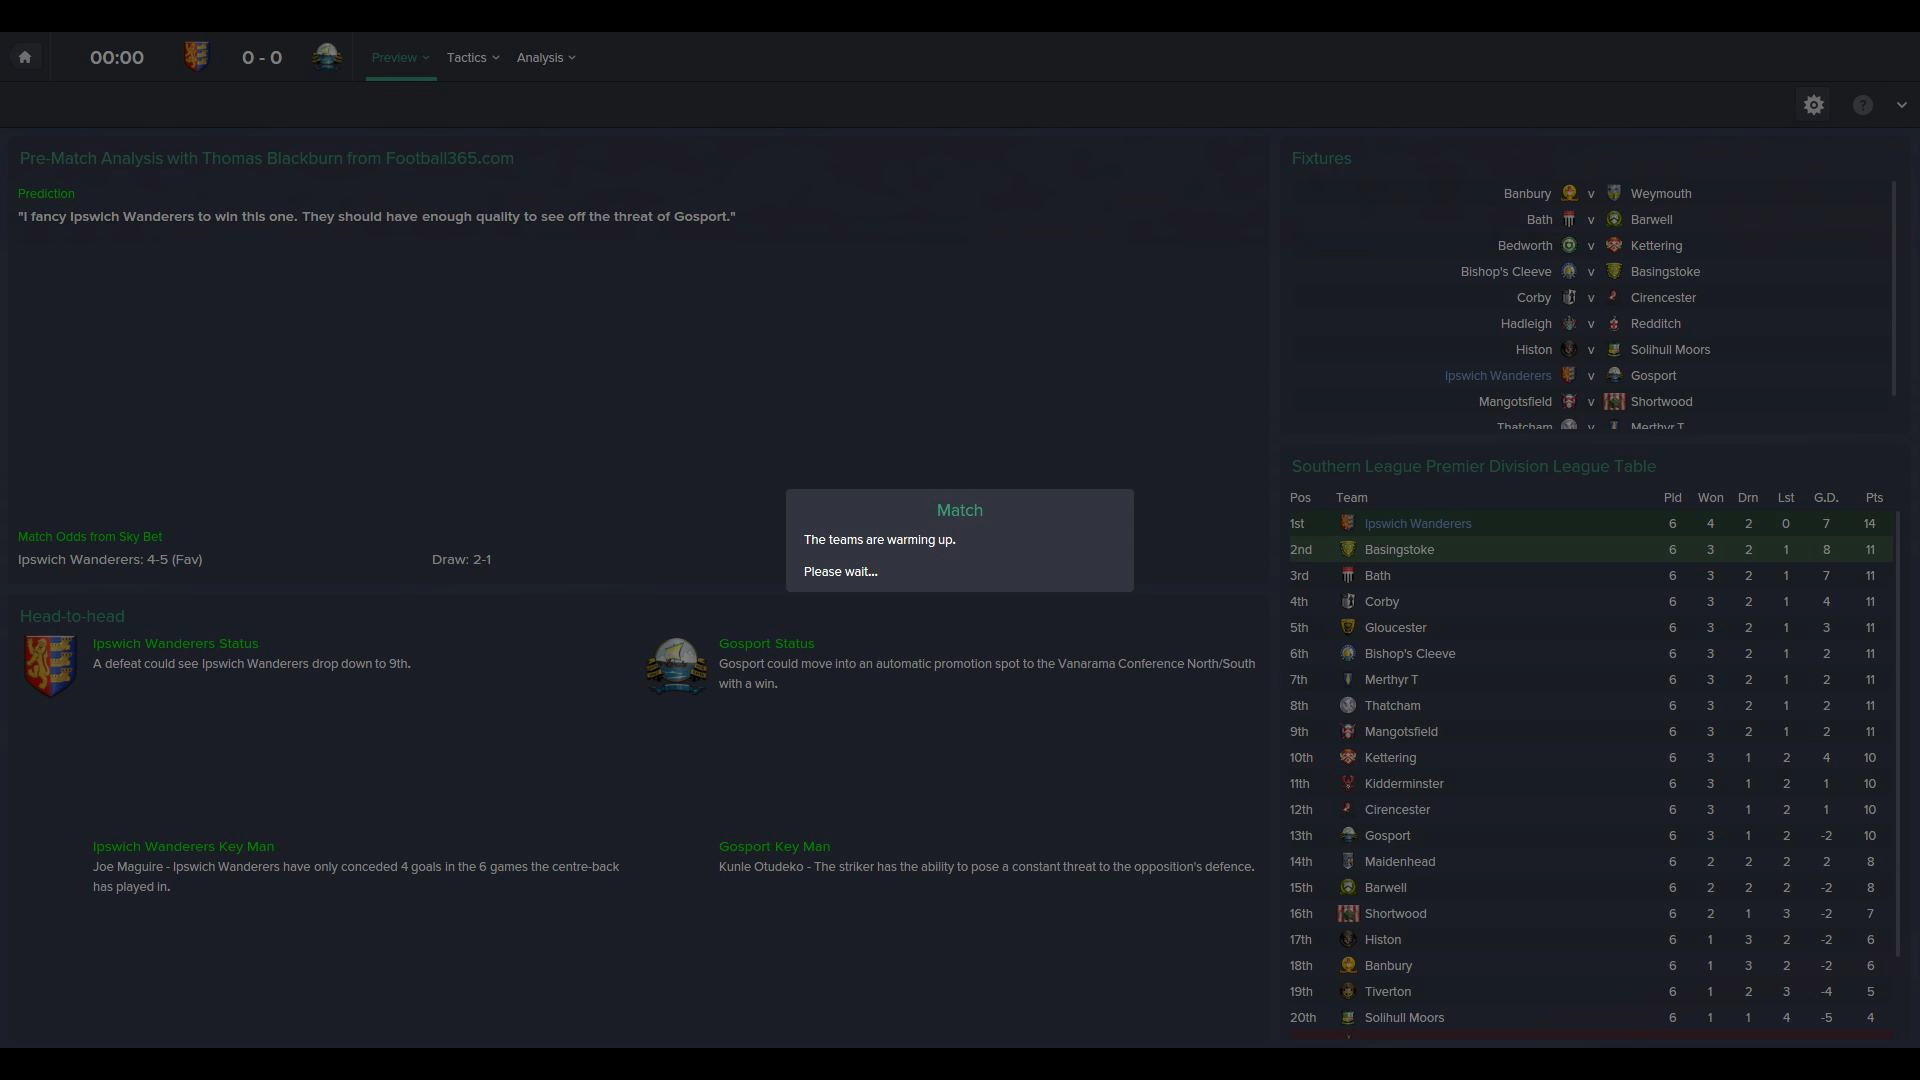 00:00
0 - 0
Preview
Tactics
Analysis
?
Pre-Match Analysis with Thomas Blackburn from Football365.com
Prediction
"I fancy Ipswich Wanderers to win this one. They should have enough quality to see off the threat of Gosport."
Match Odds from Sky Bet
Ipswich Wanderers: 4-5 (Fav)
Draw: 2-1
Match
The teams are warming up.
Please wait...
Head-to-head
Ipswich Wanderers Status
A defeat could see Ipswich Wanderers drop down to 9th.
Gosport Status
Gosport could move into an automatic promotion spot to the Vanarama Conference North/South
with a win.
Ipswich Wanderers Key Man
Joe Maguire - Ipswich Wanderers have only conceded 4 goals in the 6 games the centre-back
has played in.
Gosport Key Man
Kunle Otudeko - The striker has the ability to pose a constant threat to the opposition's defence.
Fixtures
Banbury v Weymouth
Bath v Barwell
Bedworth v Kettering
Bishop's Cleeve v Basingstoke
Corby v Cirencester
Hadleigh v Redditch
Histon v Solihull Moors
Ipswich Wanderers v Gosport
Mangotsfield v Shortwood
Thatcham v Merthyr T
Southern League Premier Division League Table
Pos Team Pld Won Drn Lst G.D. Pts
1st Ipswich Wanderers 6 4 2 0 7 14
2nd Basingstoke 6 3 2 1 8 11
3rd Bath 6 3 2 1 7 11
4th Corby 6 3 2 1 4 11
5th Gloucester 6 3 2 1 3 11
6th Bishop's Cleeve 6 3 2 1 2 11
7th Merthyr T 6 3 2 1 2 11
8th Thatcham 6 3 2 1 2 11
9th Mangotsfield 6 3 2 1 2 11
10th Kettering 6 3 1 2 4 10
11th Kidderminster 6 3 1 2 1 10
12th Cirencester 6 3 1 2 1 10
13th Gosport 6 3 1 2 -2 10
14th Maidenhead 6 2 2 2 2 8
15th Barwell 6 2 2 2 -2 8
16th Shortwood 6 2 1 3 -2 7
17th Histon 6 1 3 2 -2 6
18th Banbury 6 1 3 2 -2 6
19th Tiverton 6 1 2 3 -4 5
20th Solihull Moors 6 1 1 4 -5 4